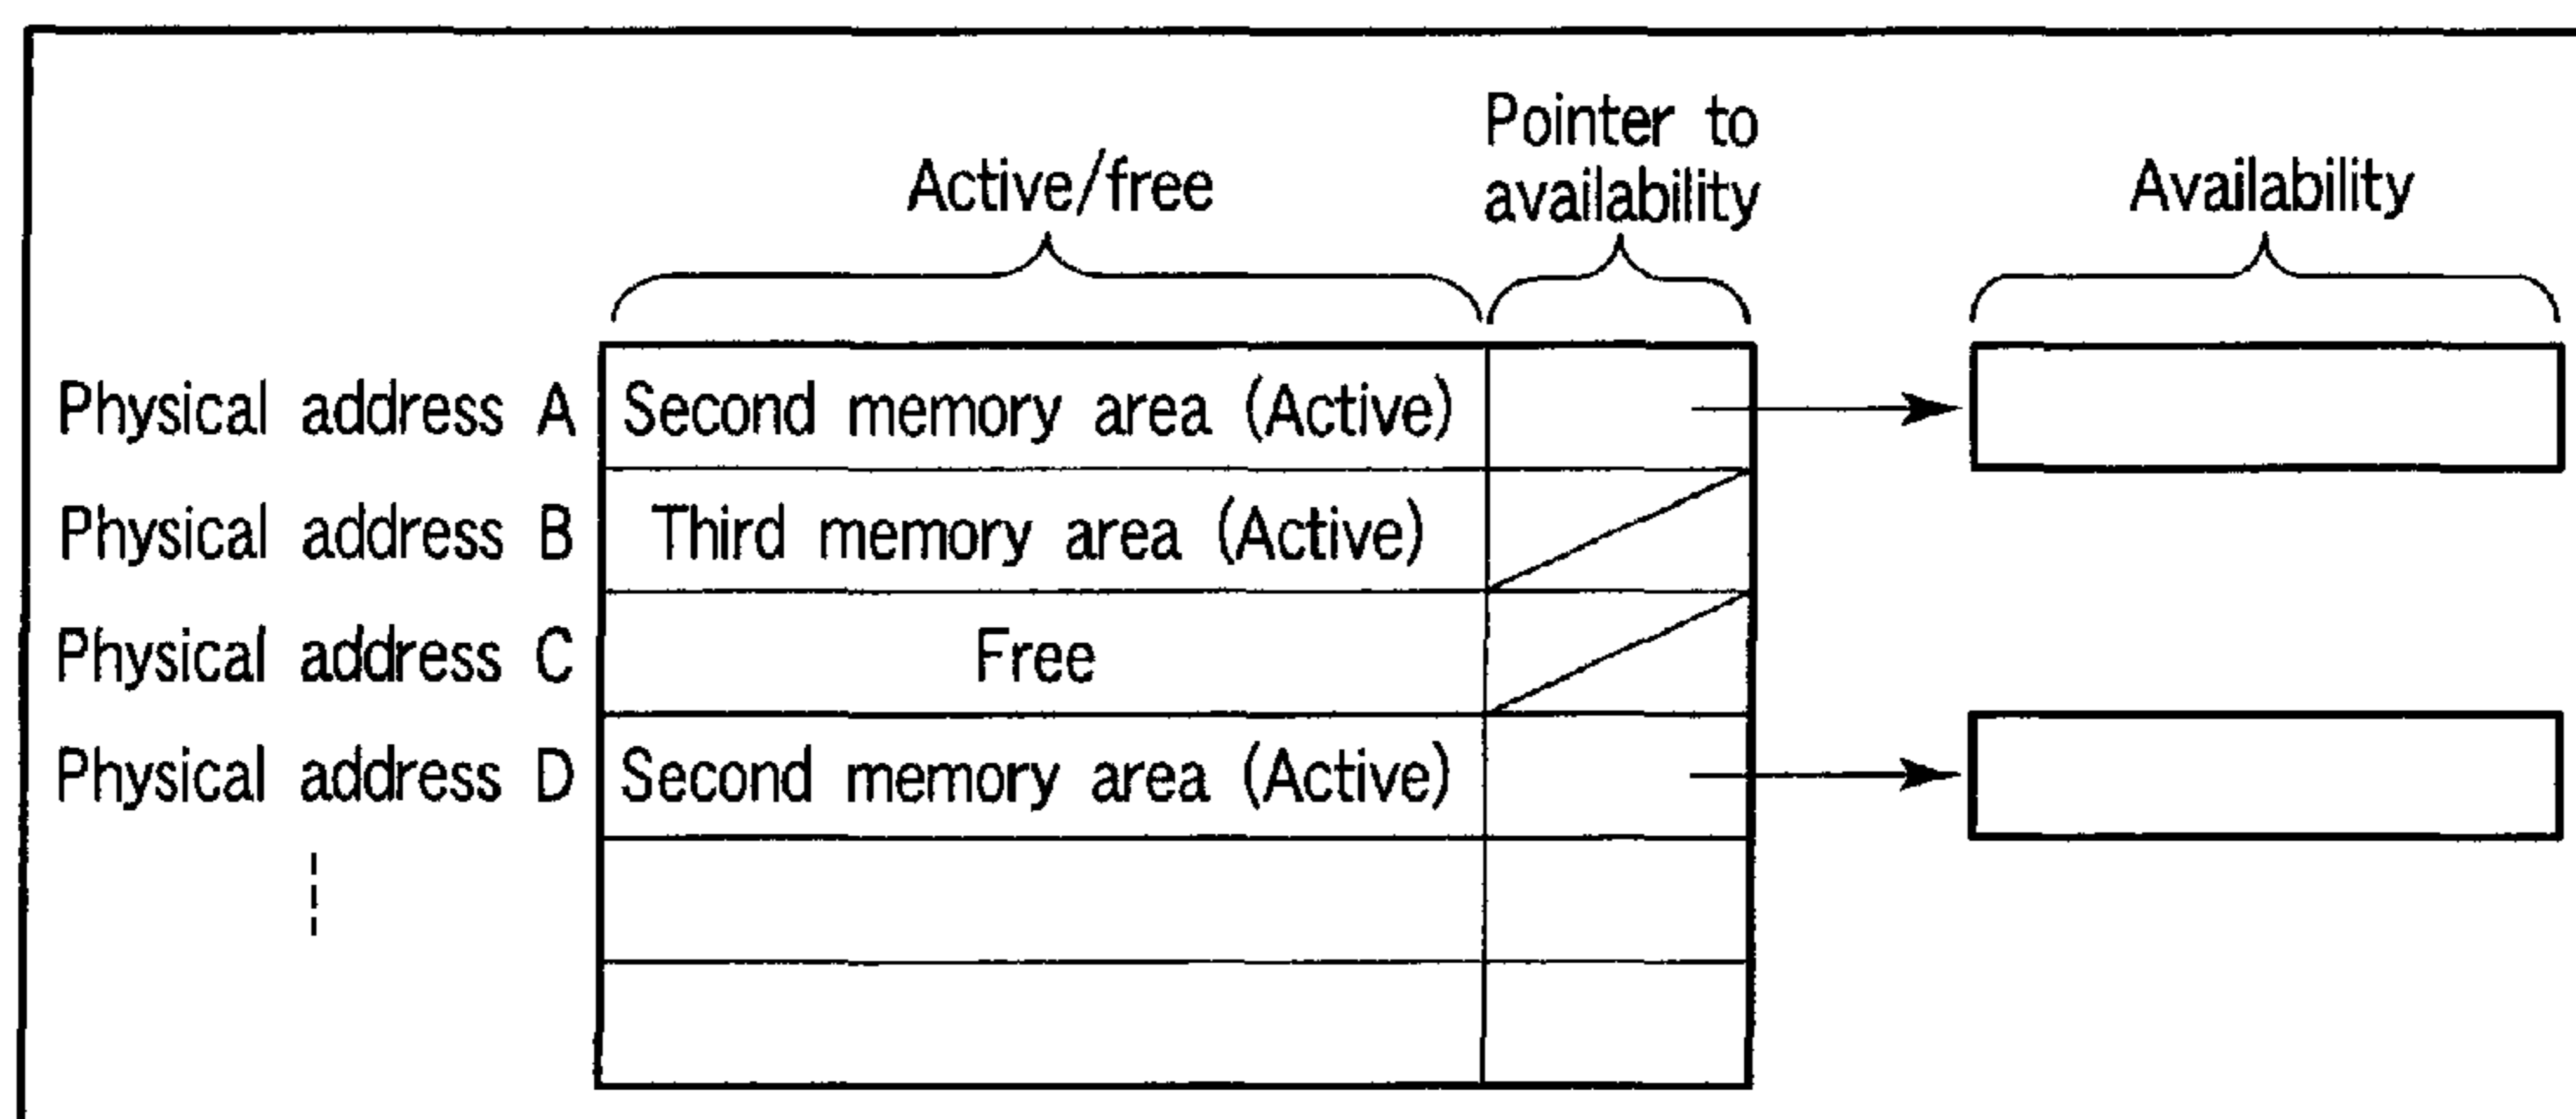 Pointer to
Active/free availability Availability
Physical address A Second memory area (Active)
Physical address B Third memory area (Active)
Physical address C Free
Physical address D Second memory area (Active)